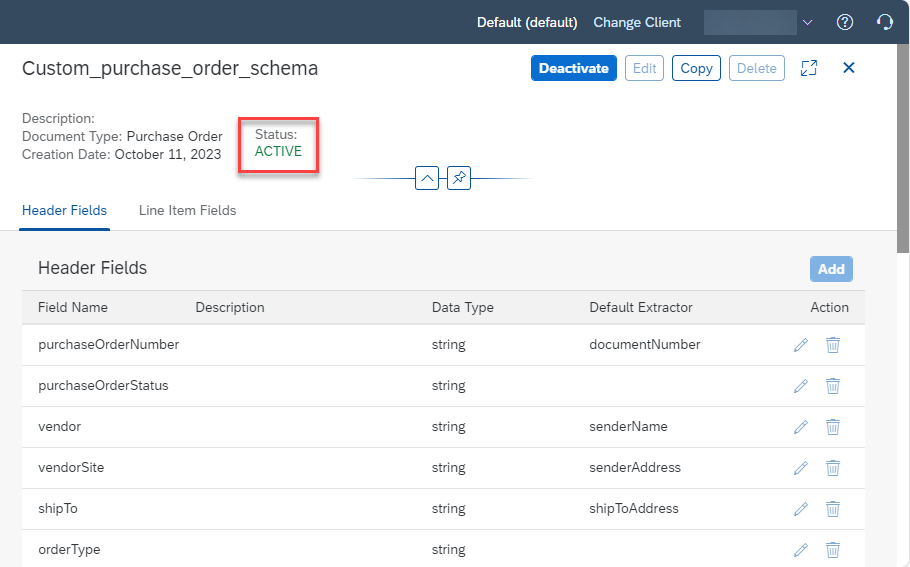 Default (default) Change Client
Custom_purchase_order_schema
Deactivate Edit Copy Delete
Description:
Document Type: Purchase Order
Creation Date: October 11, 2023
Status:
ACTIVE
Header Fields Line Item Fields
Header Fields
Add
Field Name Description Data Type Default Extractor Action
purchaseOrderNumber string documentNumber
purchaseOrderStatus string
vendor string senderName
vendorSite string senderAddress
shipTo string shipToAddress
orderType string